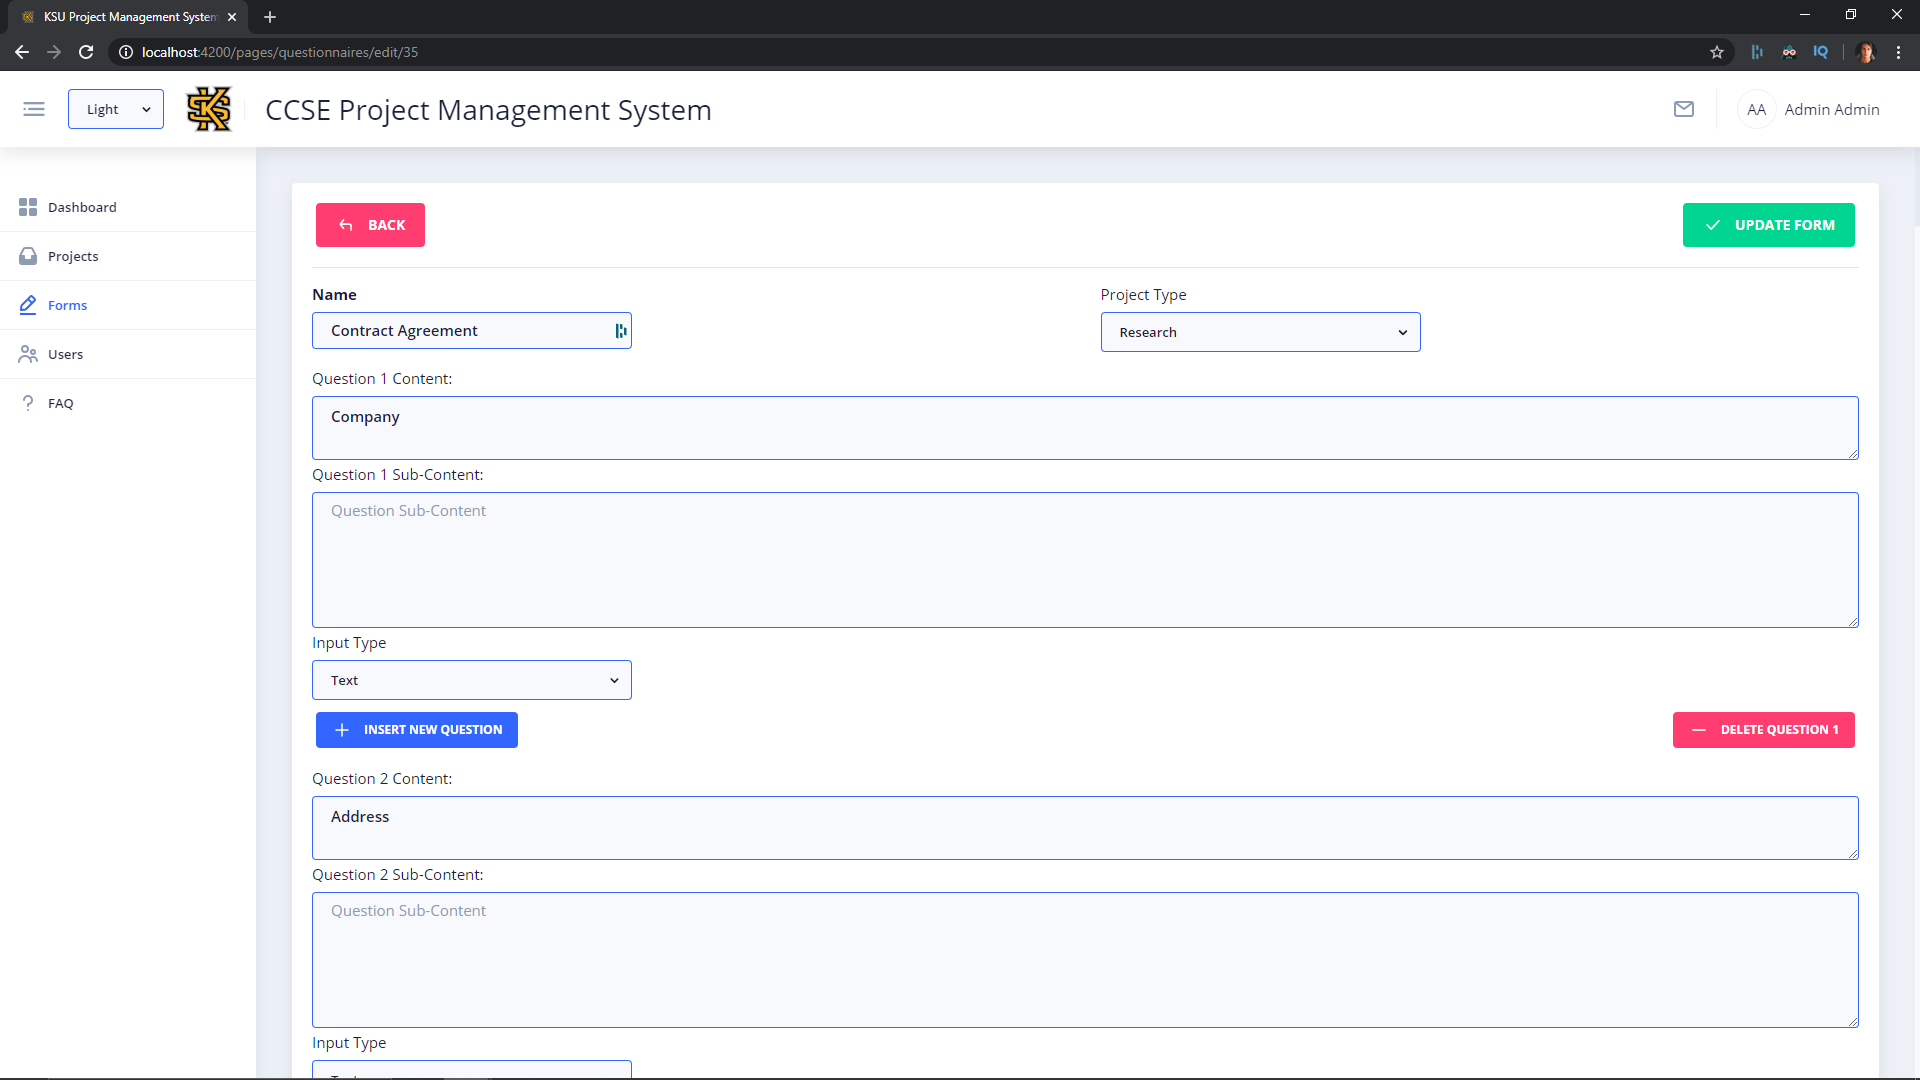 KSU Project Management System
localhost:4200/pages/questionnaires/edit/35
IQ
Light
KS
CCSE Project Management System
AA
Admin Admin
Dashboard
Projects
Forms
Users
? FAQ
BACK
UPDATE FORM
Name
Project Type
Contract Agreement
Research
Question 1 Content:
Company
Question 1 Sub-Content:
Question Sub-Content
Input Type
Text
INSERT NEW QUESTION
DELETE QUESTION 1
Question 2 Content:
Address
Question 2 Sub-Content:
Question Sub-Content
Input Type